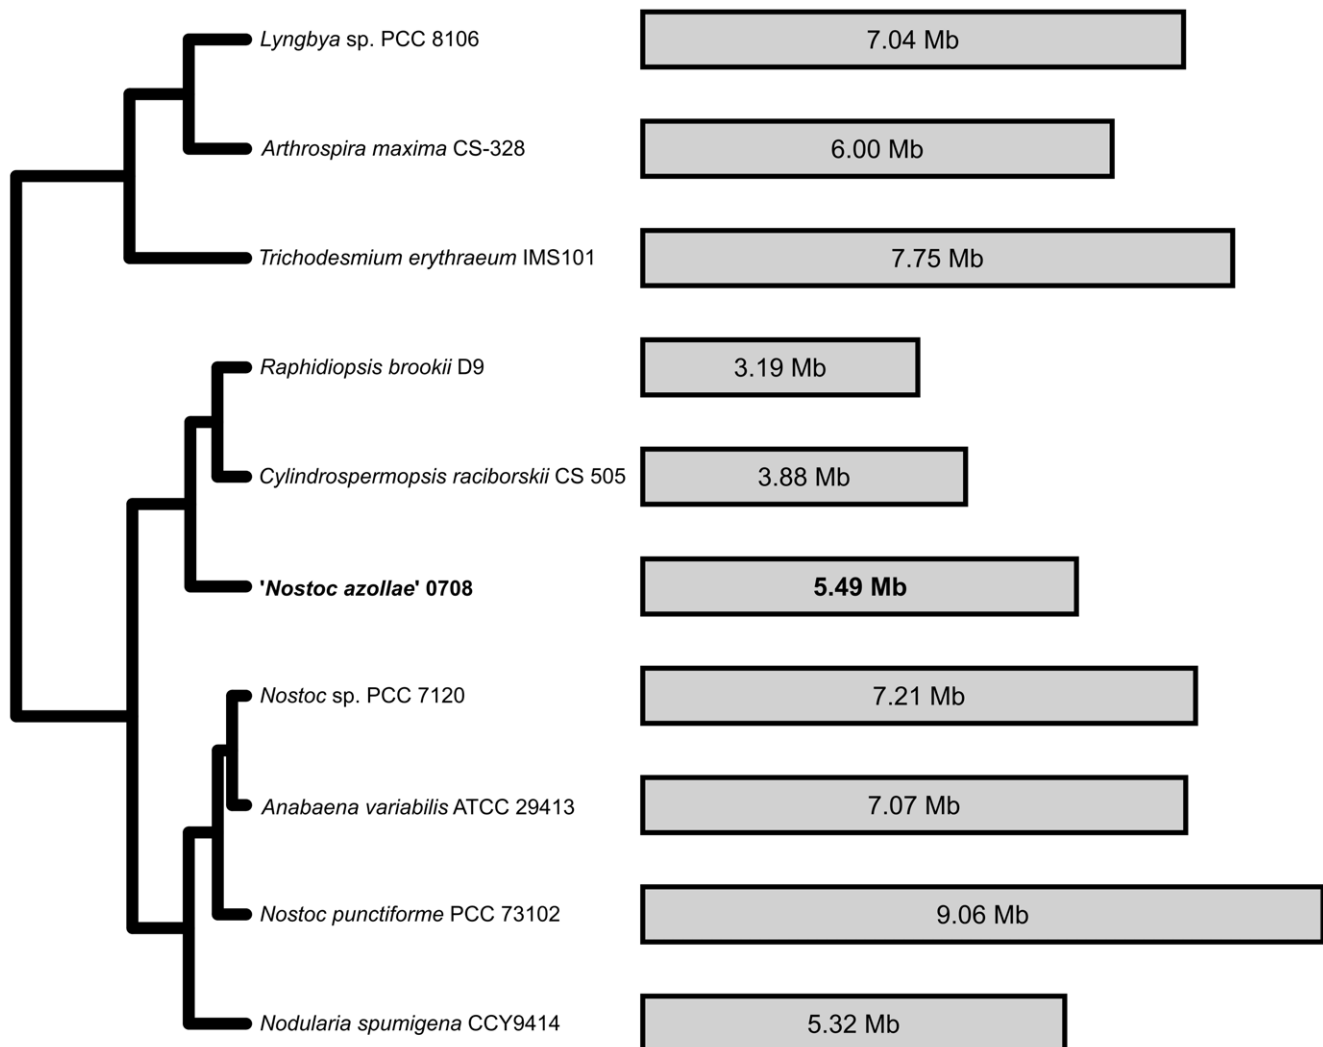 Lyngbya sp. PCC 8106 7.04 Mb
Arthrospira maxima CS-328 6.00 Mb
Trichodesmium erythraeum IMS101 7.75 Mb
Raphidiopsis brookii D9 3.19 Mb
Cylindrospermopsis raciborskii CS 505 3.88 Mb
'Nostoc azollae' 0708 5.49 Mb
Nostoc sp. PCC 7120 7.21 Mb
Anabaena variabilis ATCC 29413 7.07 Mb
Nostoc punctiforme PCC 73102 9.06 Mb
Nodularia spumigena CCY9414 5.32 Mb